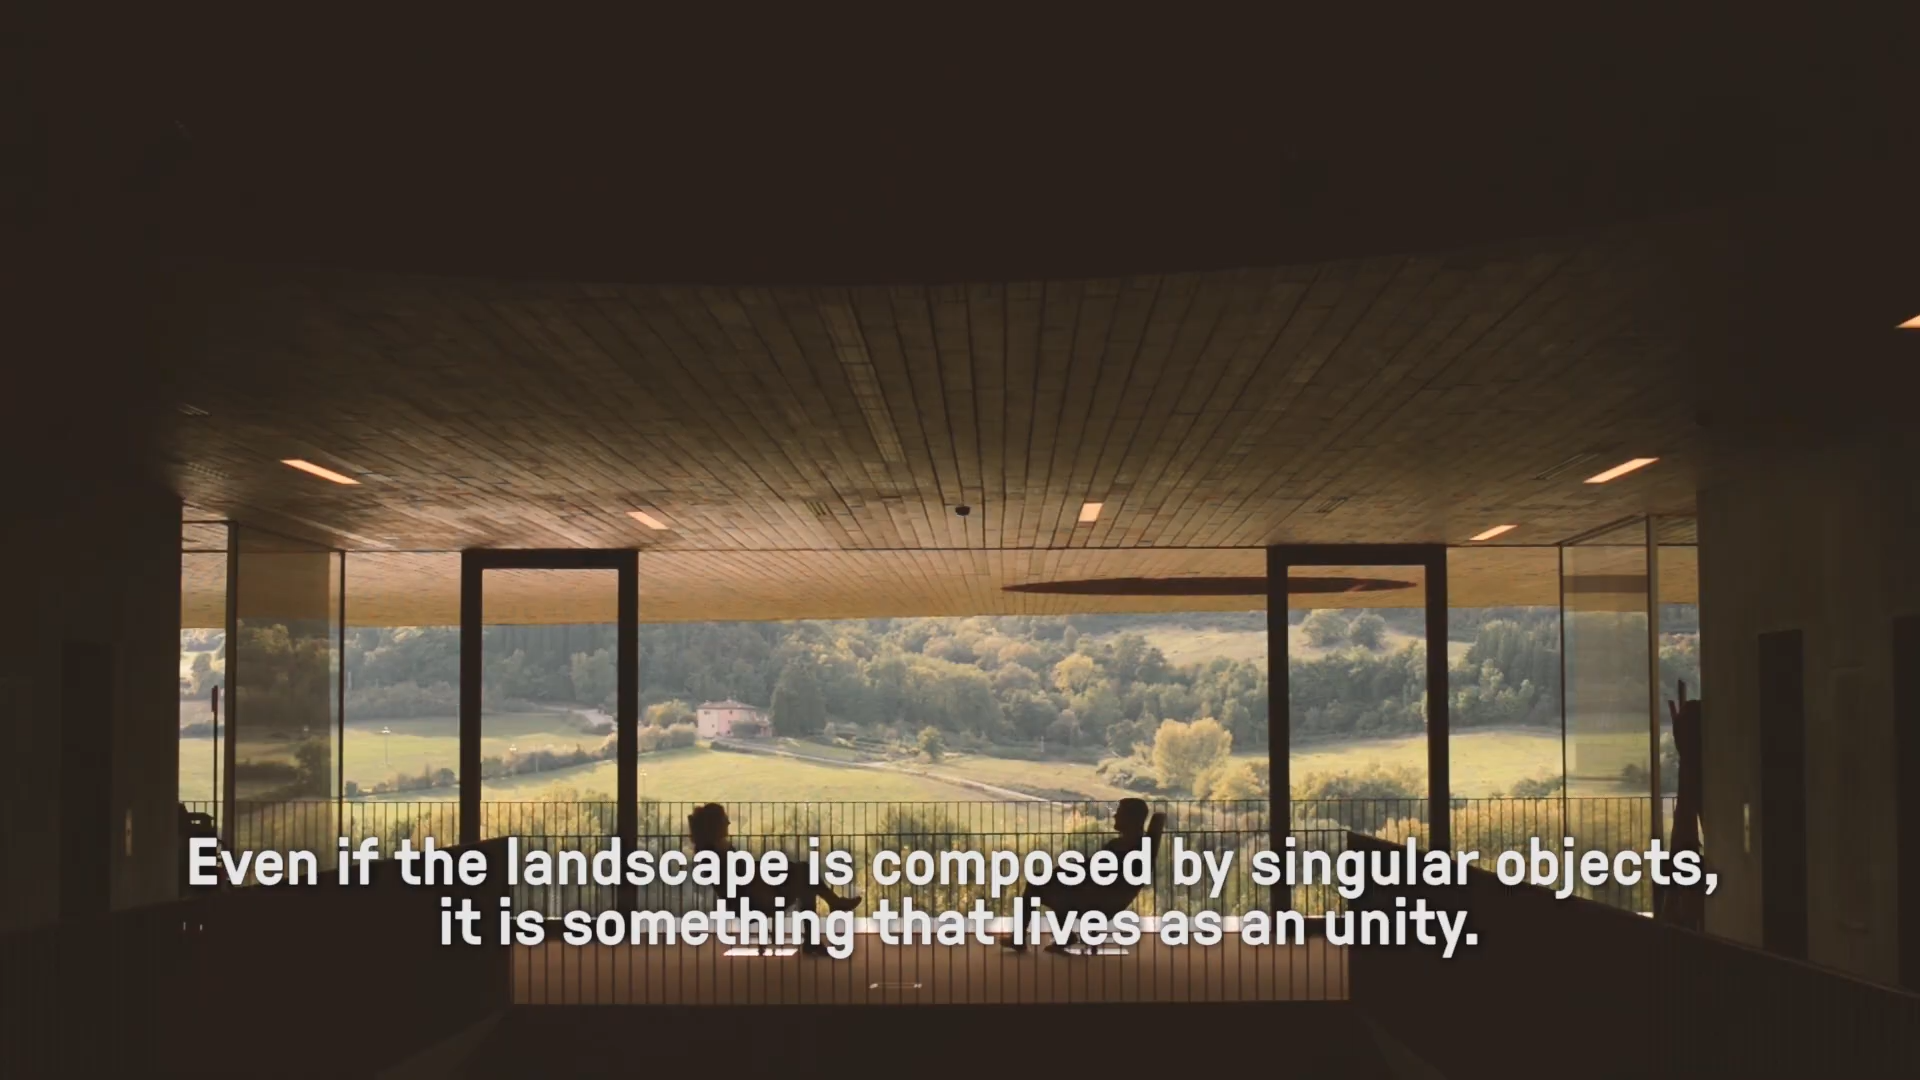 Even if the landscape is composed by singular objects,
it is something that lives as an unity.